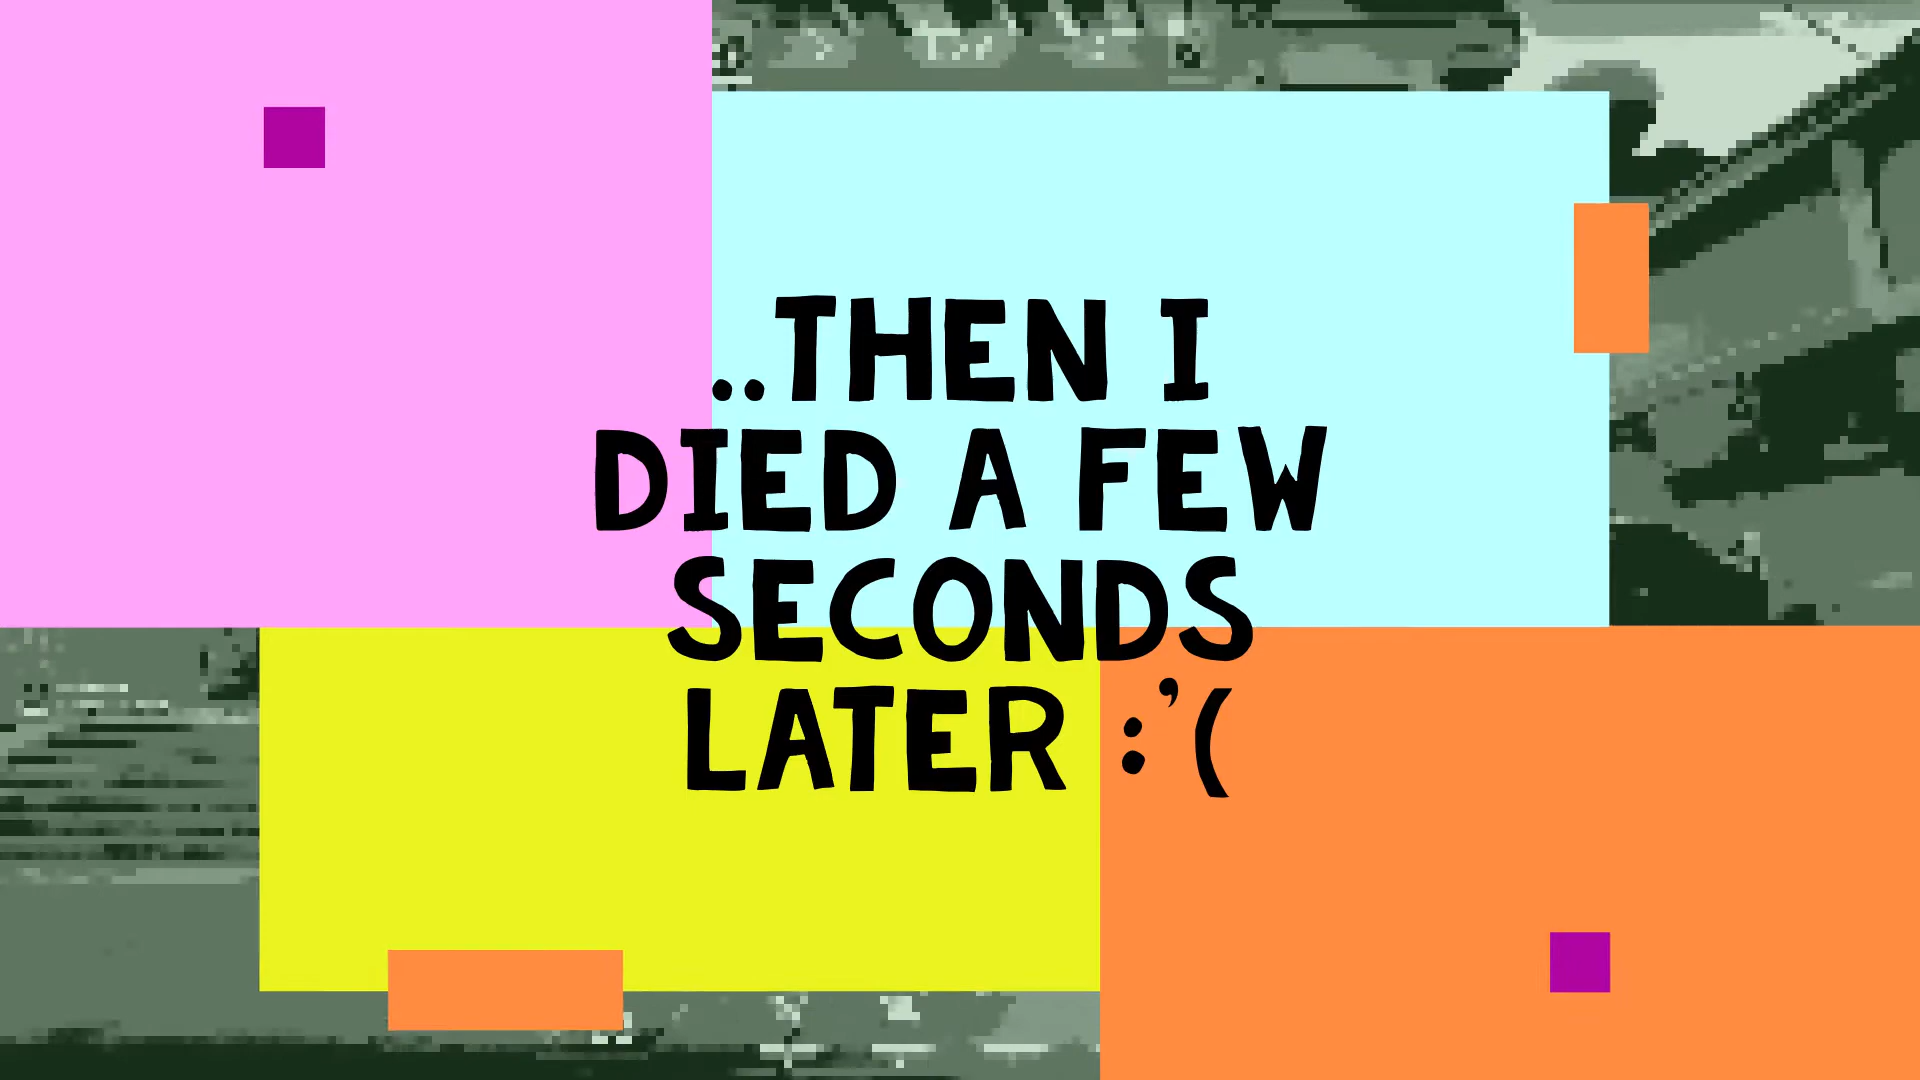 ..THEN I
DIED A FEW
SECONDS
LATER :'(